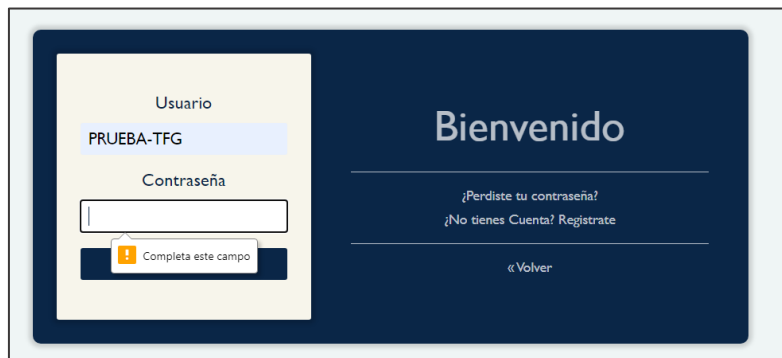 Usuario
PRUEBA-TFG
Contraseña
Completa este campo
Bienvenido
¿Perdiste tu contraseña?
¿No tienes Cuenta? Registrate
« Volver